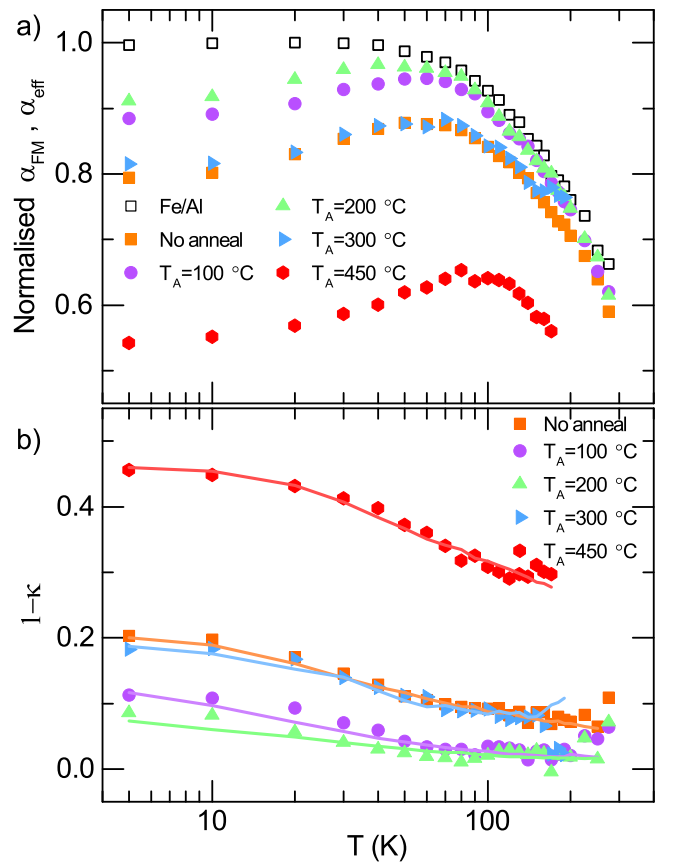 a)
1.0
0.8
0.6
Normalised α_FM , α_eff
Fe/Al
No anneal
T_A=100 °C
T_A=200 °C
T_A=300 °C
T_A=450 °C
b)
0.4
0.2
0.0
1−κ
No anneal
T_A=100 °C
T_A=200 °C
T_A=300 °C
T_A=450 °C
10 100
T (K)